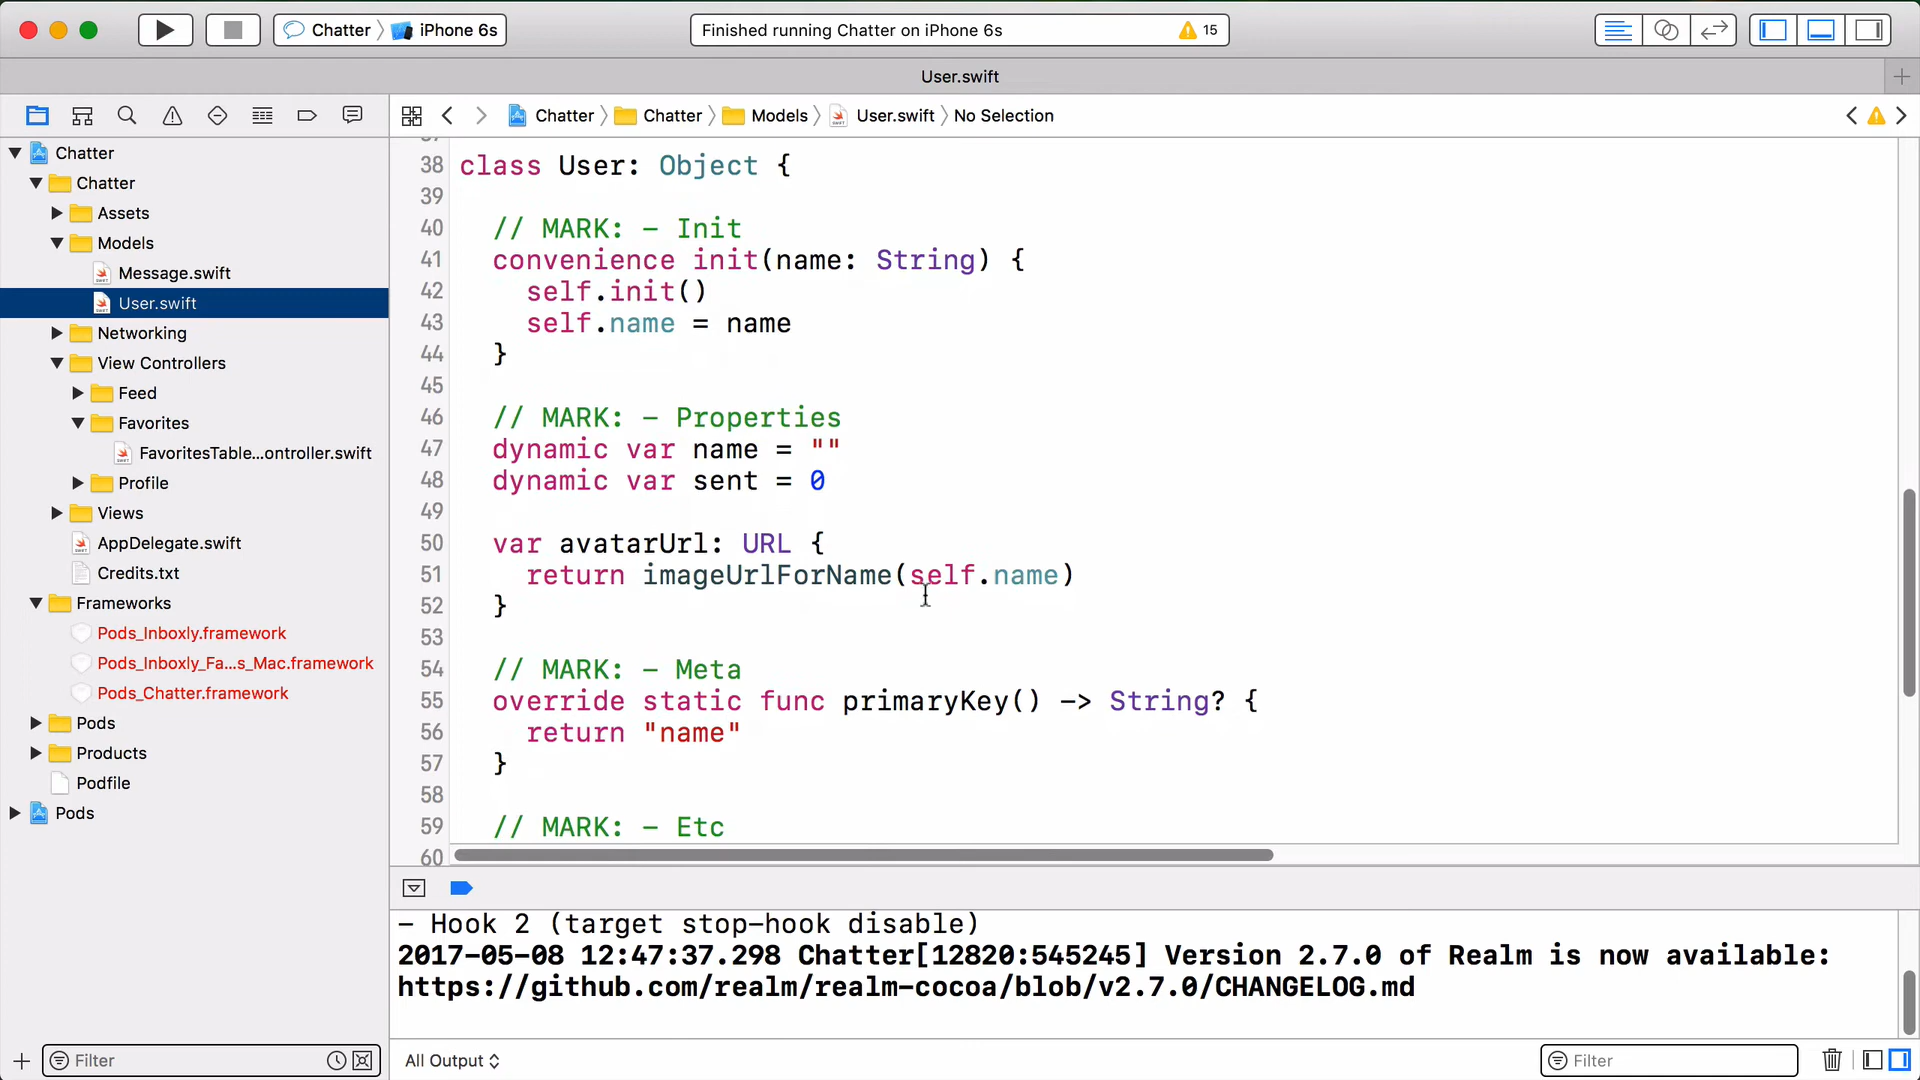 Chatter
iPhone 6s
Finished running Chatter on iPhone 6s
15
User.swift
Chatter
Chatter
Models
User.swift
No Selection
Chatter
Chatter
Assets
Models
Message.swift
User.swift
Networking
View Controllers
Feed
Favorites
FavoritesTable...ontroller.swift
Profile
Views
AppDelegate.swift
Credits.txt
Frameworks
Pods_Inboxly.framework
Pods_Inboxly_Fa...s_Mac.framework
Pods_Chatter.framework
Pods
Products
Podfile
Pods
Filter
38 class User: Object {
39
40 // MARK: - Init
41 convenience init(name: String) {
42 self.init()
43 self.name = name
44 }
45
46 // MARK: - Properties
47 dynamic var name = ""
48 dynamic var sent = 0
49
50 var avatarUrl: URL {
51 return imageUrlForName(self.name)
52 }
53
54 // MARK: - Meta
55 override static func primaryKey() -> String? {
56 return "name"
57 }
58
59 // MARK: - Etc
60
- Hook 2 (target stop-hook disable)
2017-05-08 12:47:37.298 Chatter[12820:545245] Version 2.7.0 of Realm is now available:
https://github.com/realm/realm-cocoa/blob/v2.7.0/CHANGELOG.md
All Output
Filter